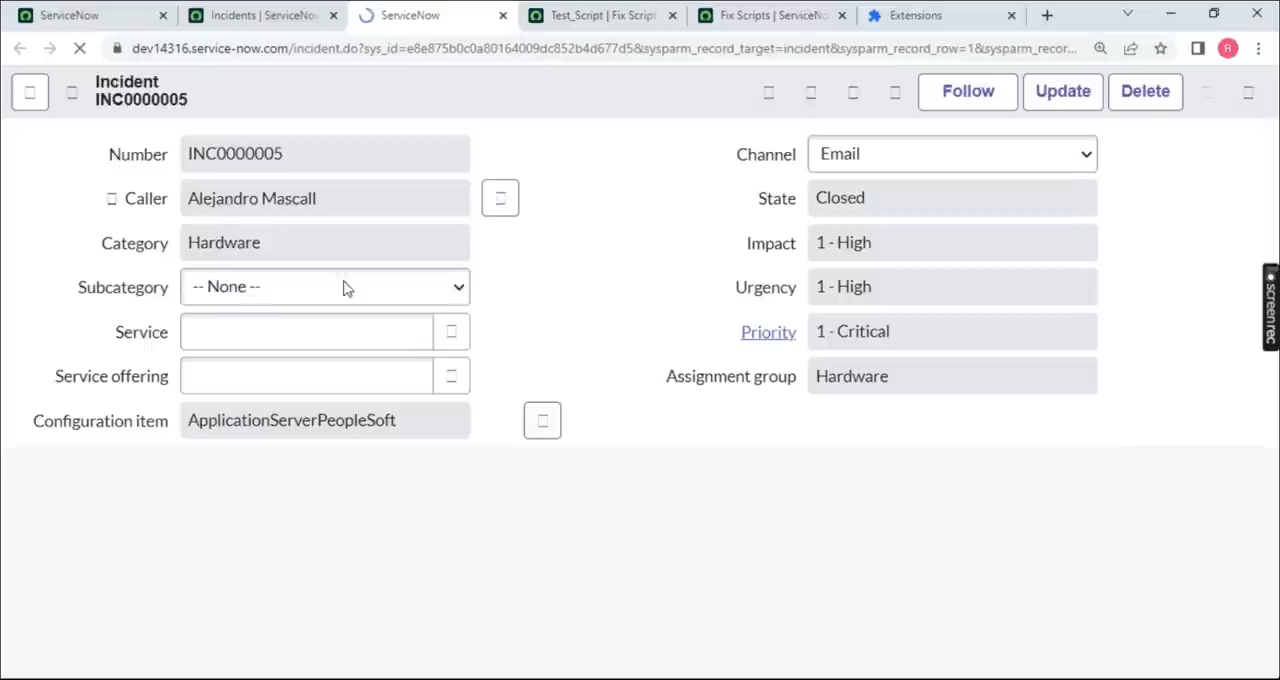 ServiceNow
Incidents | ServiceNo
ServiceNow
Test_Script | Fix Script
Fix Scripts | ServiceNo
Extensions
dev14316.service-now.com/incident.do?sys_id=e8e875b0c0a80164009dc852b4d677d5&sysparm_record_target=incident&sysparm_record_row=1&sysparm_recor...
R
Incident
INC0000005
Follow
Update
Delete
Number
INC0000005
Channel
Email
Caller
Alejandro Mascall
State
Closed
Category
Hardware
Impact
1 - High
Subcategory
-- None --
Urgency
1 - High
Service
Priority
1 - Critical
Service offering
Assignment group
Hardware
Configuration item
ApplicationServerPeopleSoft
screenrec